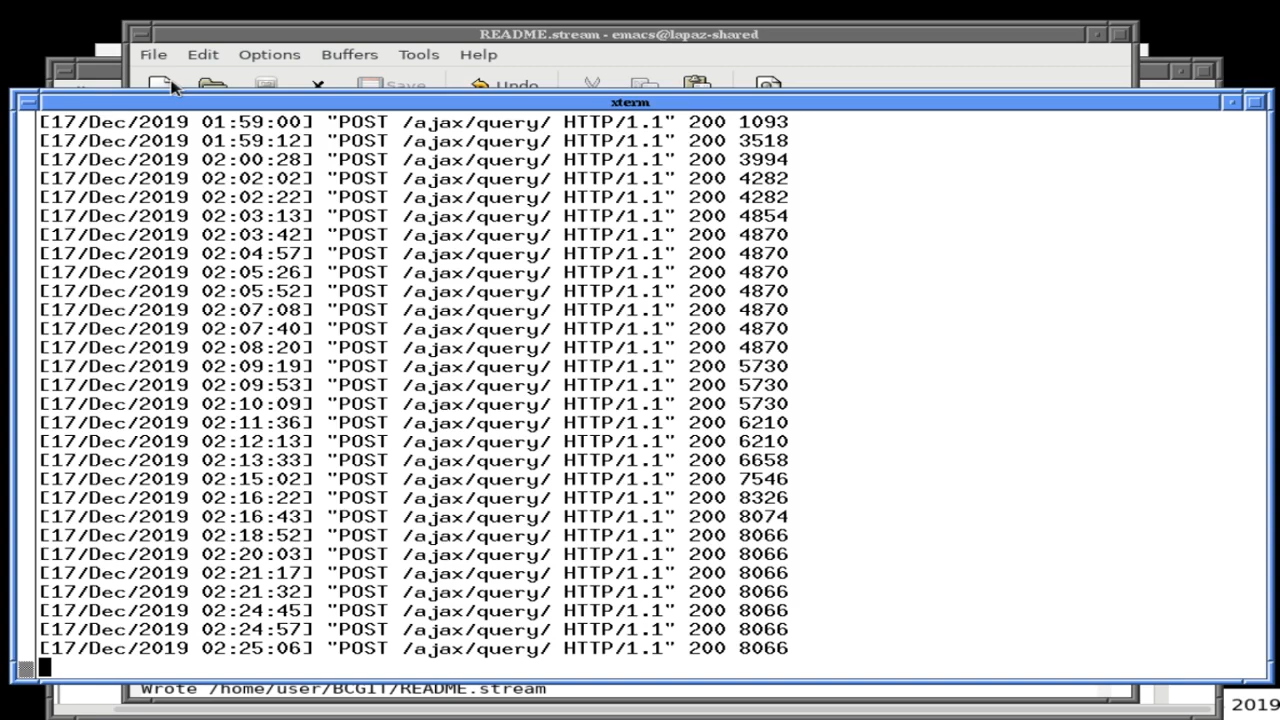 README.stream - emacs@lapaz-shared
File Edit Options Buffers Tools Help
Save Undo
xterm
[17/Dec/2019 01:59:00] "POST /ajax/query/ HTTP/1.1" 200 1093
[17/Dec/2019 01:59:12] "POST /ajax/query/ HTTP/1.1" 200 3518
[17/Dec/2019 02:00:28] "POST /ajax/query/ HTTP/1.1" 200 3994
[17/Dec/2019 02:02:02] "POST /ajax/query/ HTTP/1.1" 200 4282
[17/Dec/2019 02:02:22] "POST /ajax/query/ HTTP/1.1" 200 4282
[17/Dec/2019 02:03:13] "POST /ajax/query/ HTTP/1.1" 200 4854
[17/Dec/2019 02:03:42] "POST /ajax/query/ HTTP/1.1" 200 4870
[17/Dec/2019 02:04:57] "POST /ajax/query/ HTTP/1.1" 200 4870
[17/Dec/2019 02:05:26] "POST /ajax/query/ HTTP/1.1" 200 4870
[17/Dec/2019 02:05:52] "POST /ajax/query/ HTTP/1.1" 200 4870
[17/Dec/2019 02:07:08] "POST /ajax/query/ HTTP/1.1" 200 4870
[17/Dec/2019 02:07:40] "POST /ajax/query/ HTTP/1.1" 200 4870
[17/Dec/2019 02:08:20] "POST /ajax/query/ HTTP/1.1" 200 4870
[17/Dec/2019 02:09:19] "POST /ajax/query/ HTTP/1.1" 200 5730
[17/Dec/2019 02:09:53] "POST /ajax/query/ HTTP/1.1" 200 5730
[17/Dec/2019 02:10:09] "POST /ajax/query/ HTTP/1.1" 200 5730
[17/Dec/2019 02:11:36] "POST /ajax/query/ HTTP/1.1" 200 6210
[17/Dec/2019 02:12:13] "POST /ajax/query/ HTTP/1.1" 200 6210
[17/Dec/2019 02:13:33] "POST /ajax/query/ HTTP/1.1" 200 6658
[17/Dec/2019 02:15:02] "POST /ajax/query/ HTTP/1.1" 200 7546
[17/Dec/2019 02:16:22] "POST /ajax/query/ HTTP/1.1" 200 8326
[17/Dec/2019 02:16:43] "POST /ajax/query/ HTTP/1.1" 200 8074
[17/Dec/2019 02:18:52] "POST /ajax/query/ HTTP/1.1" 200 8066
[17/Dec/2019 02:20:03] "POST /ajax/query/ HTTP/1.1" 200 8066
[17/Dec/2019 02:21:17] "POST /ajax/query/ HTTP/1.1" 200 8066
[17/Dec/2019 02:21:32] "POST /ajax/query/ HTTP/1.1" 200 8066
[17/Dec/2019 02:24:45] "POST /ajax/query/ HTTP/1.1" 200 8066
[17/Dec/2019 02:24:57] "POST /ajax/query/ HTTP/1.1" 200 8066
[17/Dec/2019 02:25:06] "POST /ajax/query/ HTTP/1.1" 200 8066
Wrote /home/user/BCGIT/README.stream
2019